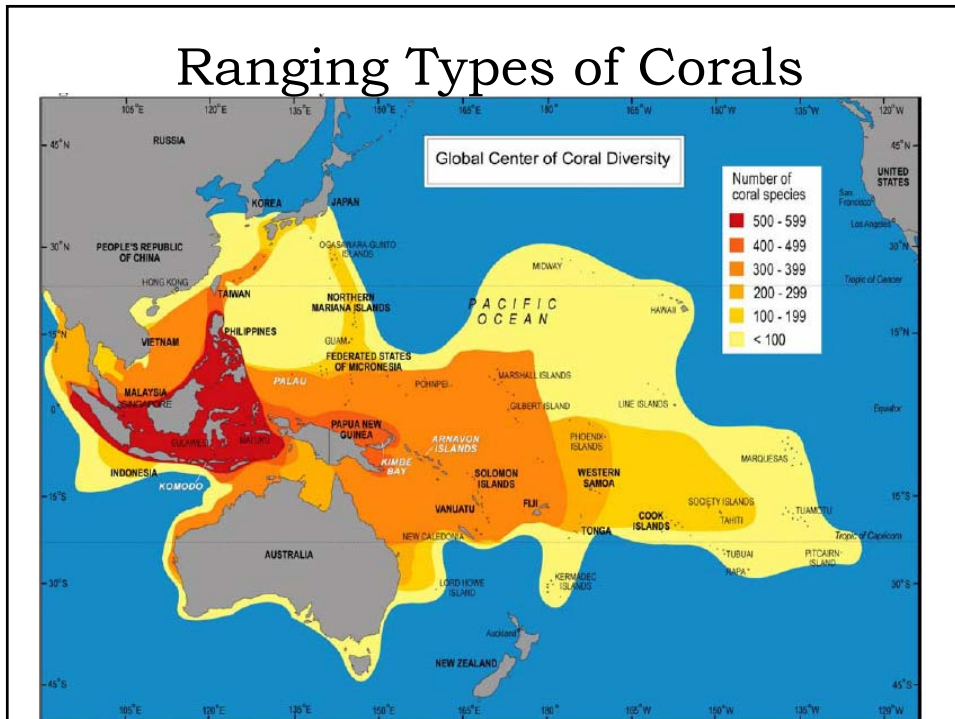 Ranging Types of Corals
105°E 120°E 135°E 150°E 165°E 180° 165°W 150°W 135°W 120°W
45°N
45°N
RUSSIA
Global Center of Coral Diversity
UNITED
STATES
Number of
coral species
500 - 599
400 - 499
300 - 399
200 - 299
100 - 199
< 100
San
Francisco
Los Angeles
KOREA
JAPAN
30°N
30°N
PEOPLE'S REPUBLIC
OF CHINA
OGASAWARA-GUNTO
ISLANDS
MIDWAY
HONG KONG
Tropic of Cancer
TAIWAN
NORTHERN
MARIANA ISLANDS
PACIFIC
OCEAN
HAWAII
15°N
15°N
VIETNAM
PHILIPPINES
GUAM
FEDERATED STATES
OF MICRONESIA
PALAU
POHNPEI
MARSHALL ISLANDS
MALAYSIA
SINGAPORE
0°
GILBERT ISLAND
LINE ISLANDS
Equator
PAPUA NEW
GUINEA
SULAWESI
MALUKU
ARNAVON
ISLANDS
PHOENIX
ISLANDS
KIMBE
BAY
MARQUESAS
INDONESIA
KOMODO
SOLOMON
ISLANDS
WESTERN
SAMOA
15°S
15°S
VANUATU
FIJI
COOK
ISLANDS
SOCIETY ISLANDS
TAHITI
TUAMOTU
TONGA
NEW CALEDONIA
Tropic of Capricorn
AUSTRALIA
TUBUAI
RAPA
PITCAIRN
ISLAND
30°S
30°S
LORD HOWE
ISLAND
KERMADEC
ISLANDS
Auckland
NEW ZEALAND
45°S
45°S
105°E 120°E 135°E 150°E 165°E 180° 165°W 150°W 135°W 120°W